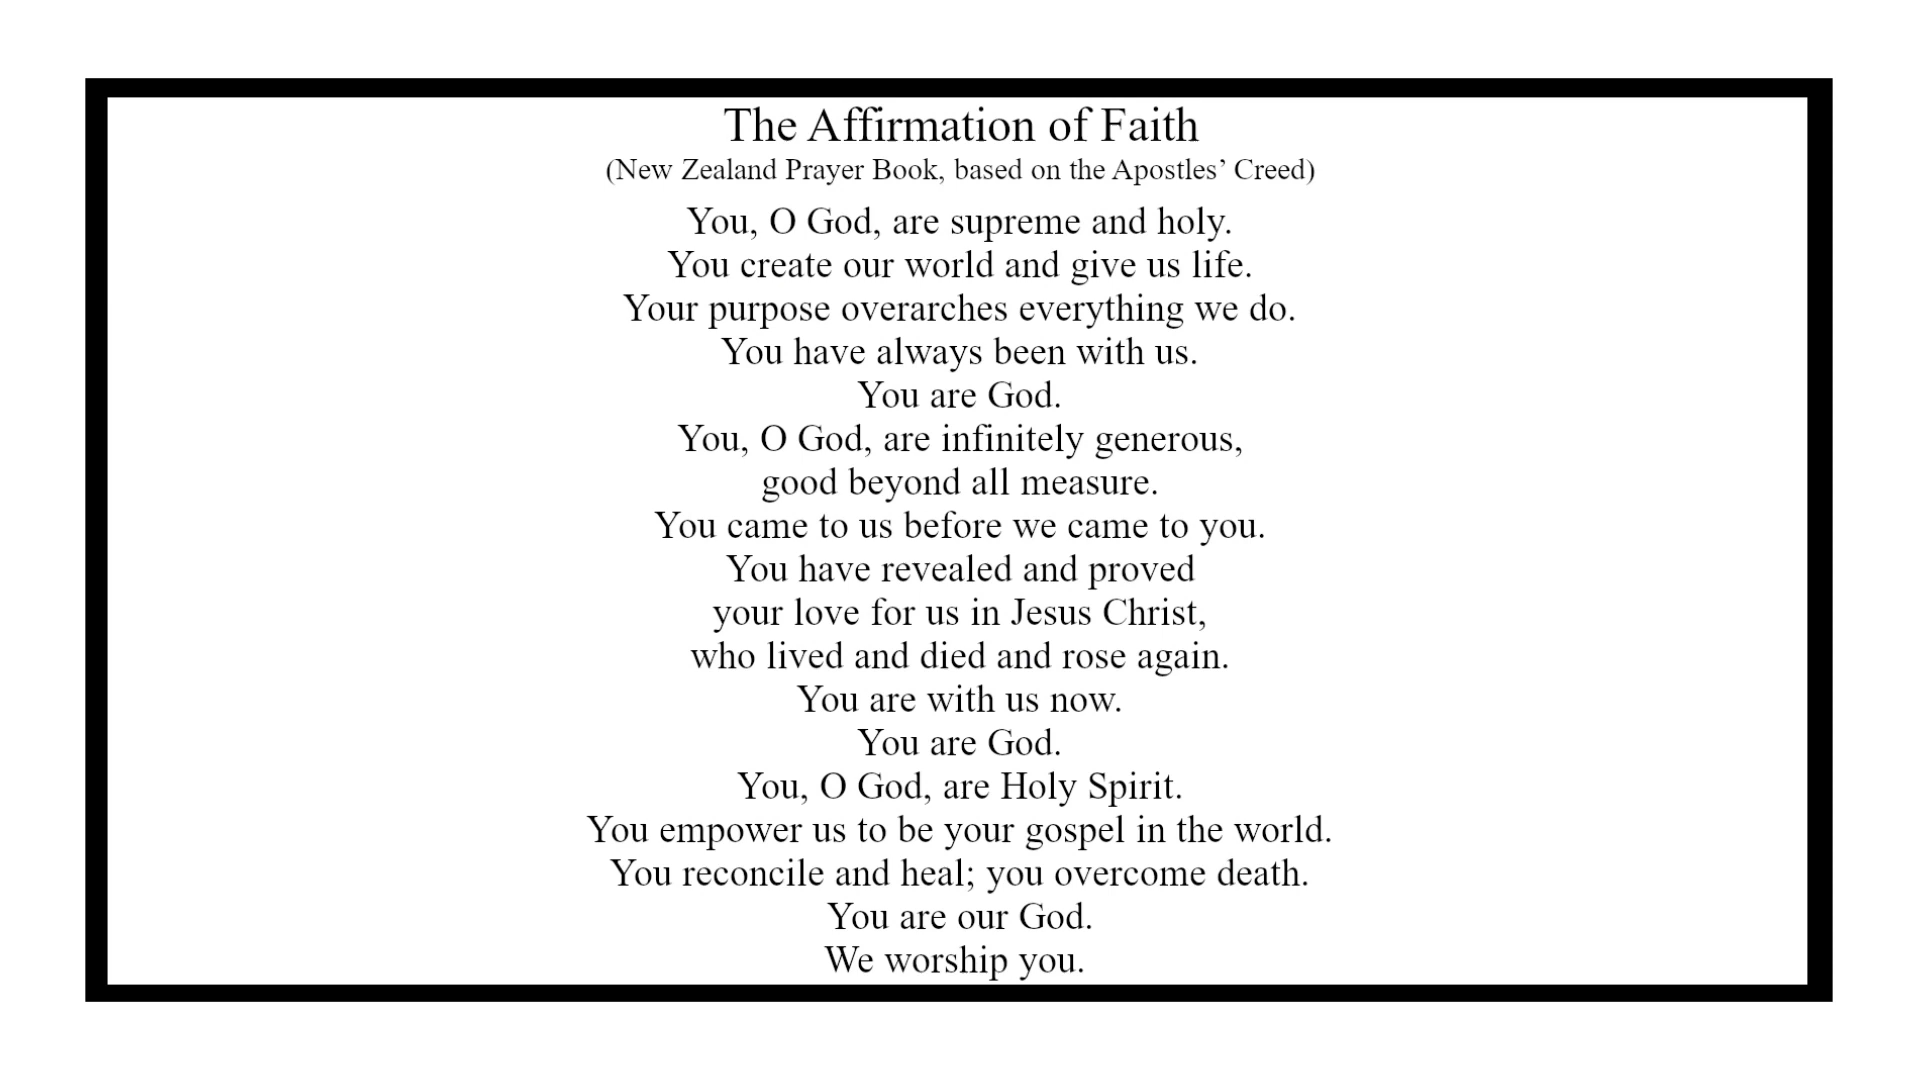 The Affirmation of Faith
(New Zealand Prayer Book, based on the Apostles’ Creed)
You, O God, are supreme and holy.
You create our world and give us life.
Your purpose overarches everything we do.
You have always been with us.
You are God.
You, O God, are infinitely generous,
good beyond all measure.
You came to us before we came to you.
You have revealed and proved
your love for us in Jesus Christ,
who lived and died and rose again.
You are with us now.
You are God.
You, O God, are Holy Spirit.
You empower us to be your gospel in the world.
You reconcile and heal; you overcome death.
You are our God.
We worship you.